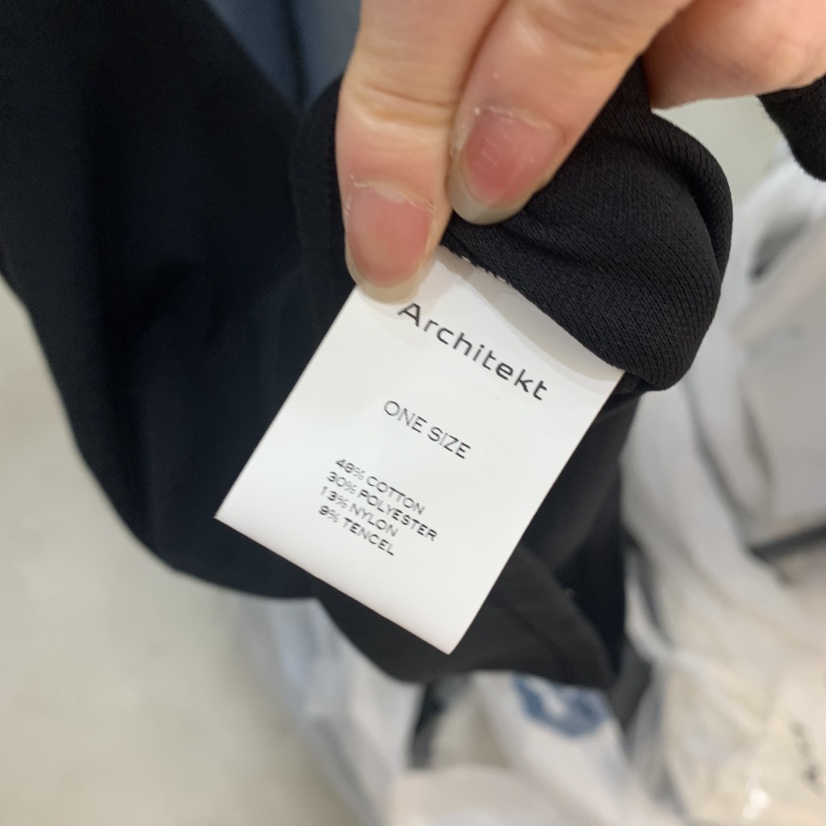 Architekt
ONE SIZE
48% COTTON
30% POLYESTER
13% NYLON
9% TENCEL